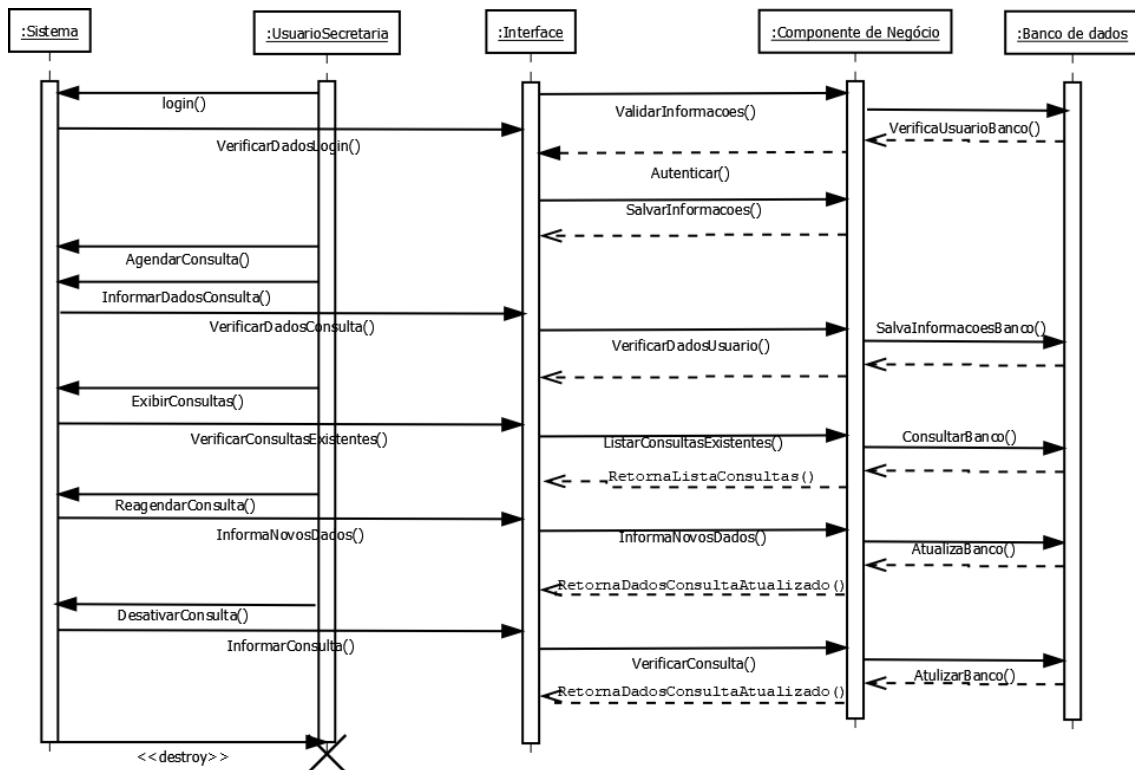 :Sistema
:UsuarioSecretaria
:Interface
:Componente de Negócio
:Banco de dados
login()
ValidarInformacoes()
VerificaUsuarioBanco()
VerificarDadosLogin()
Autenticar()
SalvarInformacoes()
AgendarConsulta()
InformarDadosConsulta()
VerificarDadosConsulta()
SalvaInformacoesBanco()
VerificarDadosUsuario()
ExibirConsultas()
VerificarConsultasExistentes()
ListarConsultasExistentes()
ConsultarBanco()
RetornaListaConsultas()
ReagendarConsulta()
InformaNovosDados()
InformaNovosDados()
AtualizaBanco()
RetornaDadosConsultaAtualizado()
DesativarConsulta()
InformarConsulta()
VerificarConsulta()
AtulizarBanco()
RetornaDadosConsultaAtualizado()
<<destroy>>